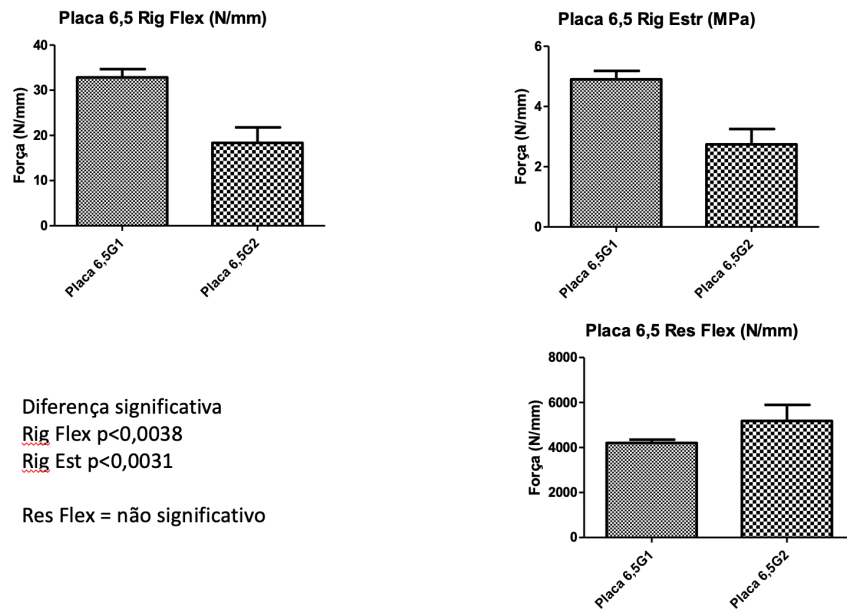 Placa 6,5 Rig Flex (N/mm)
Força (N/mm)
40
30
20
10
0
Placa 6,5G1
Placa 6,5G2
Placa 6,5 Rig Estr (MPa)
Força (N/mm)
6
4
2
0
Placa 6,5G1
Placa 6,5G2
Diferença significativa
Rig Flex p<0,0038
Rig Est p<0,0031
Res Flex = não significativo
Placa 6,5 Res Flex (N/mm)
Força (N/mm)
8000
6000
4000
2000
0
Placa 6,5G1
Placa 6,5G2